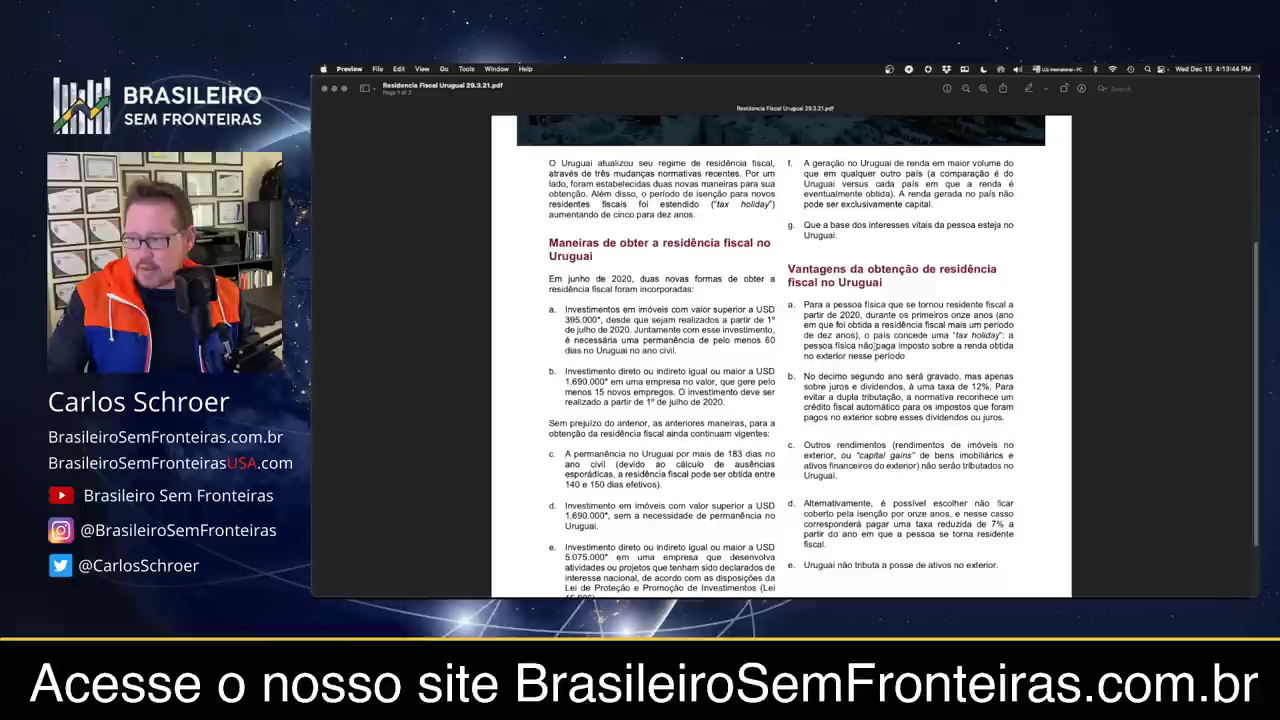 BRASILEIRO
SEM FRONTEIRAS
Carlos Schroer
BrasileiroSemFronteiras.com.br
BrasileiroSemFronteirasUSA.com
Brasileiro Sem Fronteiras
@BrasileiroSemFronteiras
@CarlosSchroer
Preview File Edit View Go Tools Window Help
Wed Dec 15 4:13:44 PM
Residencia Fiscal Uruguai 29.3.21.pdf
Page 1 of 2
Search
Residencia Fiscal Uruguai 29.3.21.pdf
O Uruguai atualizou seu regime de residência fiscal,
através de três mudanças normativas recentes. Por um
lado, foram estabelecidas duas novas maneiras para sua
obtenção. Além disso, o período de isenção para novos
residentes fiscais foi estendido ("tax holiday")
aumentando de cinco para dez anos.
Maneiras de obter a residência fiscal no
Uruguai
Em junho de 2020, duas novas formas de obter a
residência fiscal foram incorporadas:
a. Investimentos em imóveis com valor superior a USD
395.000*, desde que sejam realizados a partir de 1º
de julho de 2020. Juntamente com esse investimento,
é necessária uma permanência de pelo menos 60
dias no Uruguai no ano civil.
b. Investimento direto ou indireto igual ou maior a USD
1.690.000* em uma empresa no valor, que gere pelo
menos 15 novos empregos. O investimento deve ser
realizado a partir de 1º de julho de 2020.
Sem prejuízo do anterior, as anteriores maneiras, para a
obtenção da residência fiscal ainda continuam vigentes:
c. A permanência no Uruguai por mais de 183 dias no
ano civil (devido ao cálculo de ausências
esporádicas, a residência fiscal pode ser obtida entre
140 e 150 dias efetivos).
d. Investimento em imóveis com valor superior a USD
1.690.000*, sem a necessidade de permanência no
Uruguai.
e. Investimento direto ou indireto igual ou maior a USD
5.075.000* em uma empresa que desenvolva
atividades ou projetos que tenham sido declarados de
interesse nacional, de acordo com as disposições da
Lei de Proteção e Promoção de Investimentos (Lei
f. A geração no Uruguai de renda em maior volume do
que em qualquer outro país (a comparação é do
Uruguai versus cada país em que a renda é
eventualmente obtida). A renda gerada no país não
pode ser exclusivamente capital.
g. Que a base dos interesses vitais da pessoa esteja no
Uruguai.
Vantagens da obtenção de residência
fiscal no Uruguai
a. Para a pessoa física que se tornou residente fiscal a
partir de 2020, durante os primeiros onze anos (ano
em que foi obtida a residência fiscal mais um período
de dez anos), o país concede uma "tax holiday": a
pessoa física não paga imposto sobre a renda obtida
no exterior nesse período
b. No decimo segundo ano será gravado, mas apenas
sobre juros e dividendos, à uma taxa de 12%. Para
evitar a dupla tributação, a normativa reconhece um
crédito fiscal automático para os impostos que foram
pagos no exterior sobre esses dividendos ou juros.
c. Outros rendimentos (rendimentos de imóveis no
exterior, ou "capital gains" de bens imobiliários e
ativos financeiros do exterior) não serão tributados no
Uruguai.
d. Alternativamente, é possível escolher não ficar
coberto pela isenção por onze anos, e nesse casso
corresponderá pagar uma taxa reduzida de 7% a
partir do ano em que a pessoa se torna residente
fiscal.
e. Uruguai não tributa a posse de ativos no exterior.
Acesse o nosso site BrasileiroSemFronteiras.com.br